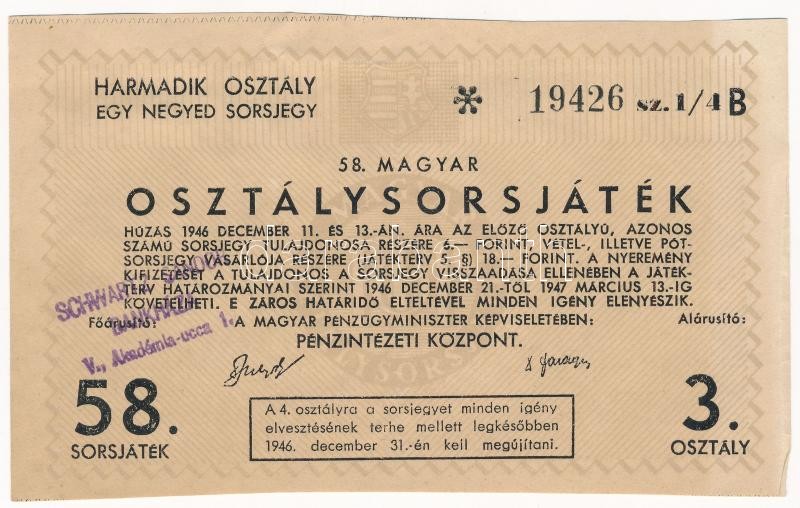 HARMADIK OSZTÁLY
EGY NEGYED SORSJEGY
* 19426 sz. 1/4 B
58. MAGYAR
OSZTÁLYSORSJÁTÉK
HÚZÁS 1946 DECEMBER 11. ÉS 13.-ÁN. ÁRA AZ ELŐZŐ OSZTÁLYÚ, AZONOS
SZÁMÚ SORSJEGY TULAJDONOSA RÉSZÉRE 6.— FORINT, VÉTEL-, ILLETVE PÓT-
SORSJEGY VÁSÁRLÓJA RÉSZÉRE (JÁTÉKTERV 5. §) 18.— FORINT. A NYEREMÉNY
KIFIZETÉSÉT A TULAJDONOS A SORSJEGY VISSZAADÁSA ELLENÉBEN A JÁTÉK-
TERV HATÁROZMÁNYAI SZERINT 1946 DECEMBER 21.-TŐL 1947 MÁRCIUS 13.-IG
KÖVETELHETI. E ZÁROS HATÁRIDŐ ELTELTÉVEL MINDEN IGÉNY ELENYÉSZIK.
SCHWARZ
BANKHÁZ
V., Akadémia-ucca 1.
Főárusító: A MAGYAR PÉNZÜGYMINISZTER KÉPVISELETÉBEN: Alárusító:
PÉNZINTÉZETI KÖZPONT.
58.
SORSJÁTÉK
A 4. osztályra a sorsjegyet minden igény
elvesztésének terhe mellett legkésőbben
1946. december 31.-én kell megújítani.
3.
OSZTÁLY